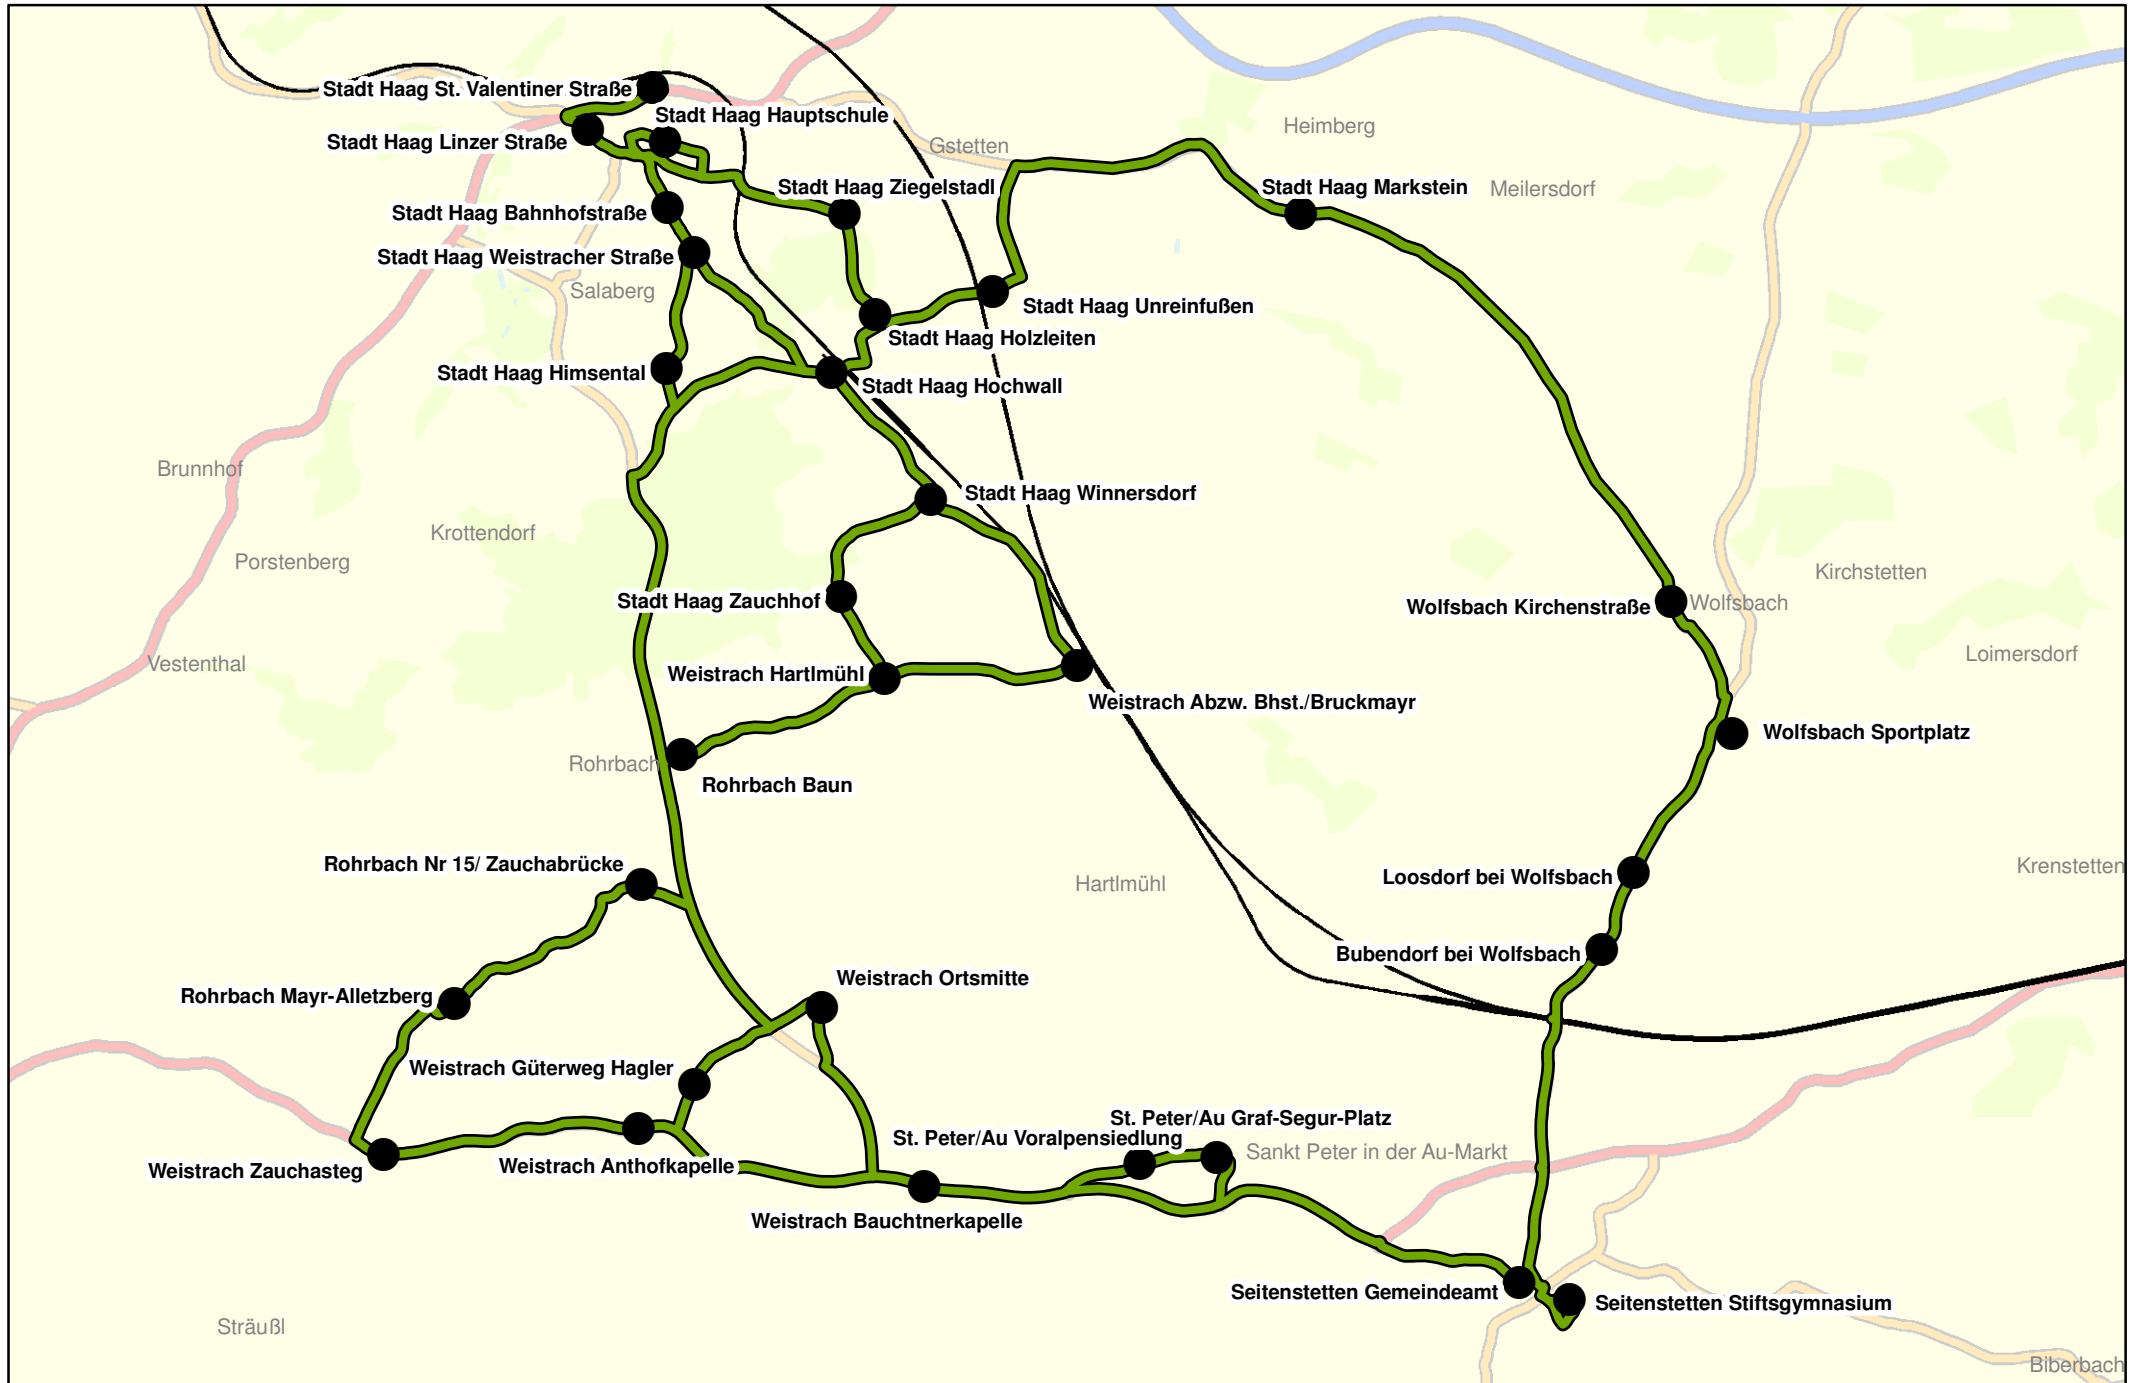 Stadt Haag St. Valentiner Straße
Stadt Haag Hauptschule
Heimberg
Stadt Haag Linzer Straße
Gstetten
Stadt Haag Ziegelstadl
Stadt Haag Markstein
Meilersdorf
Stadt Haag Bahnhofstraße
Stadt Haag Weistracher Straße
Salaberg
Stadt Haag Unreinfußen
Stadt Haag Holzleiten
Stadt Haag Himsental
Stadt Haag Hochwall
Brunnhof
Stadt Haag Winnersdorf
Krottendorf
Porstenberg
Kirchstetten
Stadt Haag Zauchhof
Wolfsbach Kirchenstraße
Wolfsbach
Loimersdorf
Vestenthal
Weistrach Hartlmühl
Weistrach Abzw. Bhst./Bruckmayr
Wolfsbach Sportplatz
Rohrbach
Rohrbach Baun
Rohrbach Nr 15/ Zauchabrücke
Krenstetten
Loosdorf bei Wolfsbach
Hartlmühl
Bubendorf bei Wolfsbach
Weistrach Ortsmitte
Rohrbach Mayr-Alletzberg
Weistrach Güterweg Hagler
St. Peter/Au Graf-Segur-Platz
St. Peter/Au Voralpensiedlung
Sankt Peter in der Au-Markt
Weistrach Zauchasteg
Weistrach Anthofkapelle
Weistrach Bauchtnerkapelle
Seitenstetten Gemeindeamt
Seitenstetten Stiftsgymnasium
Sträußl
Biberbach